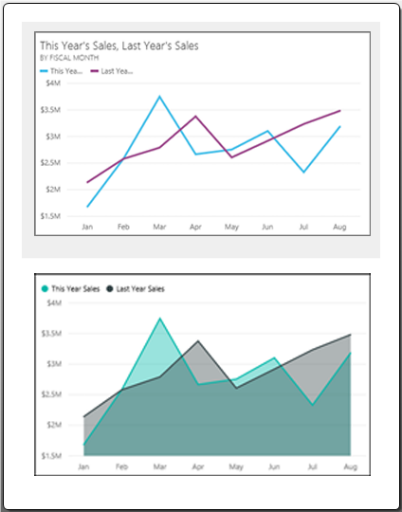 This Year's Sales, Last Year's Sales
BY FISCAL MONTH
This Yea... Last Yea...
$4M
$3.5M
$3M
$2.5M
$2M
$1.5M
Jan Feb Mar Apr May Jun Jul Aug
This Year Sales Last Year Sales
$4M
$3M
$3M
$2.5M
$2M
$1.5M
Jan Feb Mar Apr May Jun Jul Aug